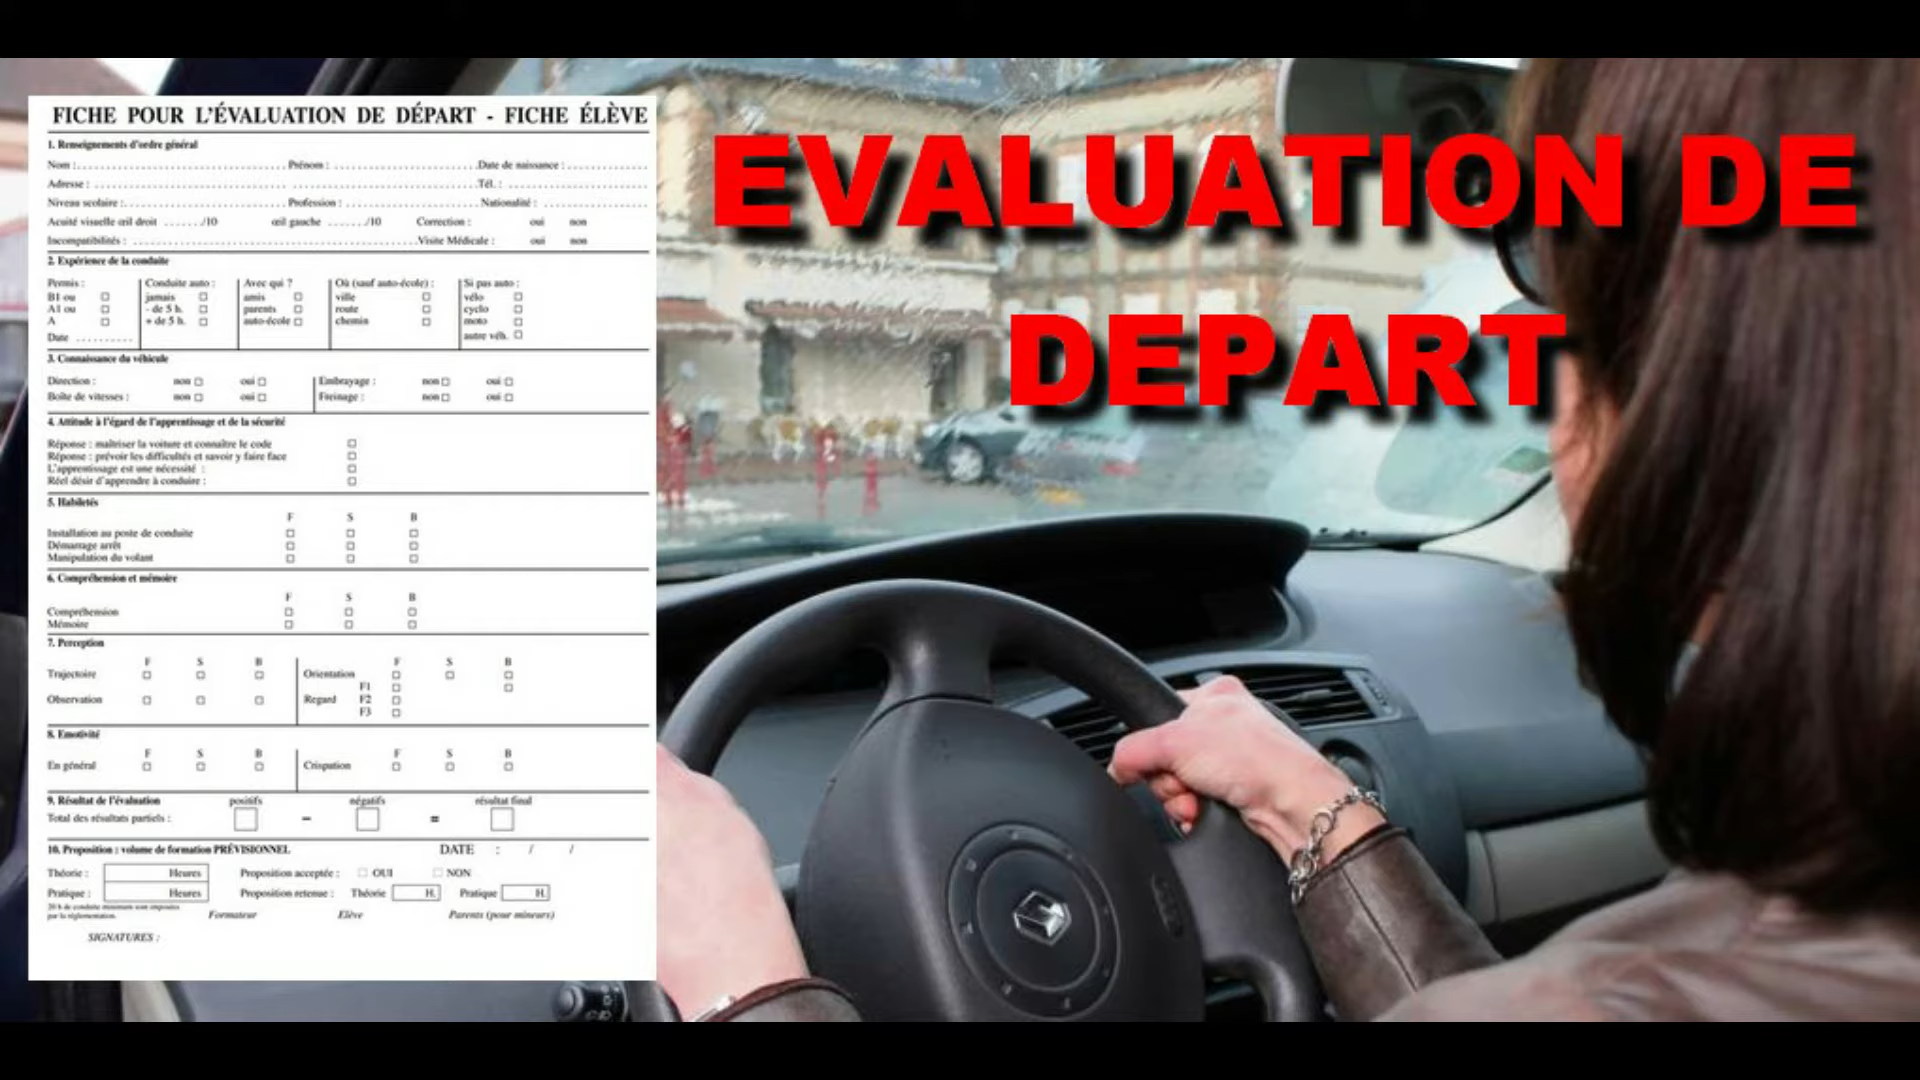 FICHE POUR L'ÉVALUATION DE DÉPART - FICHE ÉLÈVE
1. Renseignements d'ordre général
Nom : Prénom : Date de naissance :
Adresse : Tél. :
Niveau scolaire : Profession : Nationalité :
Acuité visuelle œil droit ......./10 œil gauche ......./10 Correction : oui non
Incompatibilités : Visite Médicale : oui non
2. Expérience de la conduite
Permis : Conduite auto : Avec qui ? Où (sauf auto-école) : Si pas auto :
B1 ou □ jamais □ amis □ ville □ vélo □
A1 ou □ - de 5 h. □ parents □ route □ cyclo □
A □ + de 5 h. □ auto-école □ chemin □ moto □
Date .......... autre véh. □
3. Connaissance du véhicule
Direction : non □ oui □ Embrayage : non □ oui □
Boîte de vitesses : non □ oui □ Freinage : non □ oui □
4. Attitude à l'égard de l'apprentissage et de la sécurité
Réponse : maîtriser la voiture et connaître le code □
Réponse : prévoir les difficultés et savoir y faire face □
L'apprentissage est une nécessité : □
Réel désir d'apprendre à conduire : □
5. Habiletés
F S B
Installation au poste de conduite □ □ □
Démarrage arrêt □ □ □
Manipulation du volant □ □ □
6. Compréhension et mémoire
F S B
Compréhension □ □ □
Mémoire □ □ □
7. Perception
F S B F S B
Trajectoire □ □ □ Orientation □ □ □
F1 □ □
Observation □ □ □ Regard F2 □
F3 □
8. Emotivité
F S B F S B
En général □ □ □ Crispation □ □ □
9. Résultat de l'évaluation positifs négatifs résultat final
Total des résultats partiels : □ - □ = □
10. Proposition : volume de formation PRÉVISIONNEL DATE : / /
Théorie : Heures Proposition acceptée : □ OUI □ NON
Pratique : Heures Proposition retenue : Théorie H. Pratique H.
20 h de conduite minimum sont imposées
par la réglementation.
Formateur Elève Parents (pour mineurs)
SIGNATURES :
EVALUATION DE
DEPART